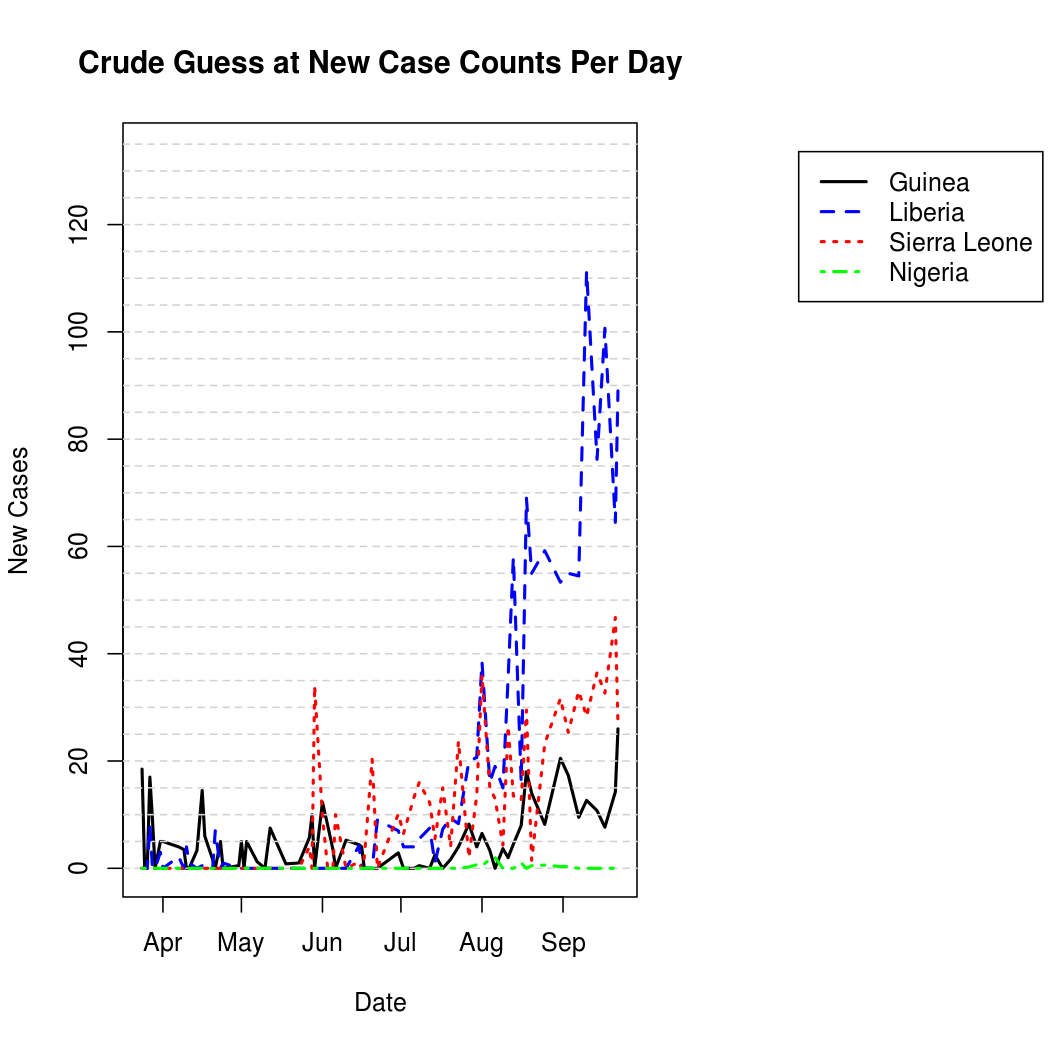 Crude Guess at New Case Counts Per Day
New Cases
120
100
80
60
40
20
0
Apr May Jun Jul Aug Sep
Date
Guinea
Liberia
Sierra Leone
Nigeria